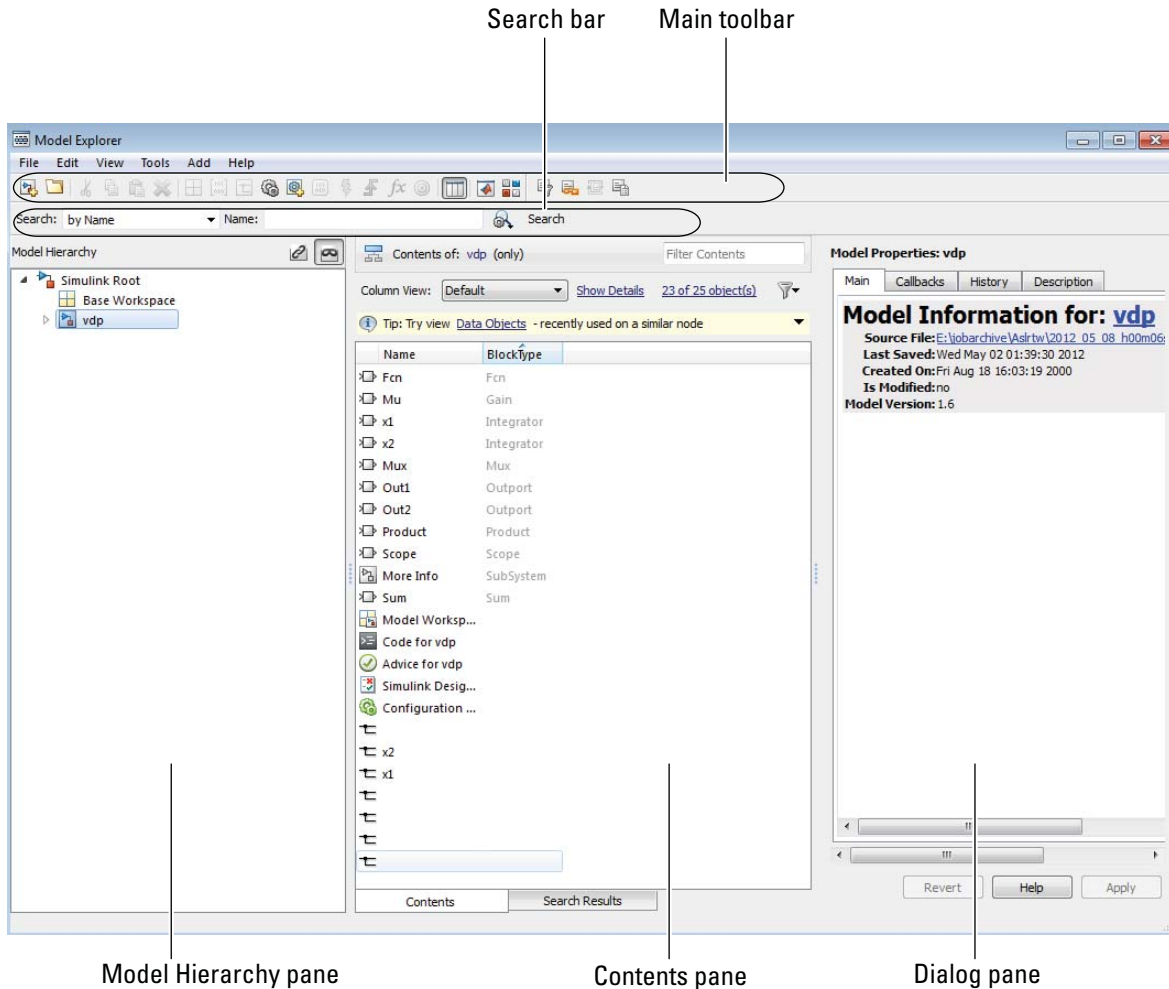 Search bar Main toolbar
Model Explorer
File Edit View Tools Add Help
fx
Search: by Name Name: Search
Model Hierarchy
Simulink Root
Base Workspace
vdp
Contents of: vdp (only) Filter Contents
Column View: Default Show Details 23 of 25 object(s)
Tip: Try view Data Objects - recently used on a similar node
Name BlockType
Fcn Fcn
Mu Gain
x1 Integrator
x2 Integrator
Mux Mux
Out1 Outport
Out2 Outport
Product Product
Scope Scope
More Info SubSystem
Sum Sum
Model Worksp...
Code for vdp
Advice for vdp
Simulink Desig...
Configuration ...
x2
x1
Contents Search Results
Model Properties: vdp
Main Callbacks History Description
Model Information for: vdp
Source File: E:\jobarchive\Aslrtw\2012_05_08_h00m06
Last Saved: Wed May 02 01:39:30 2012
Created On: Fri Aug 18 16:03:19 2000
Is Modified: no
Model Version: 1.6
Revert Help Apply
Model Hierarchy pane Contents pane Dialog pane